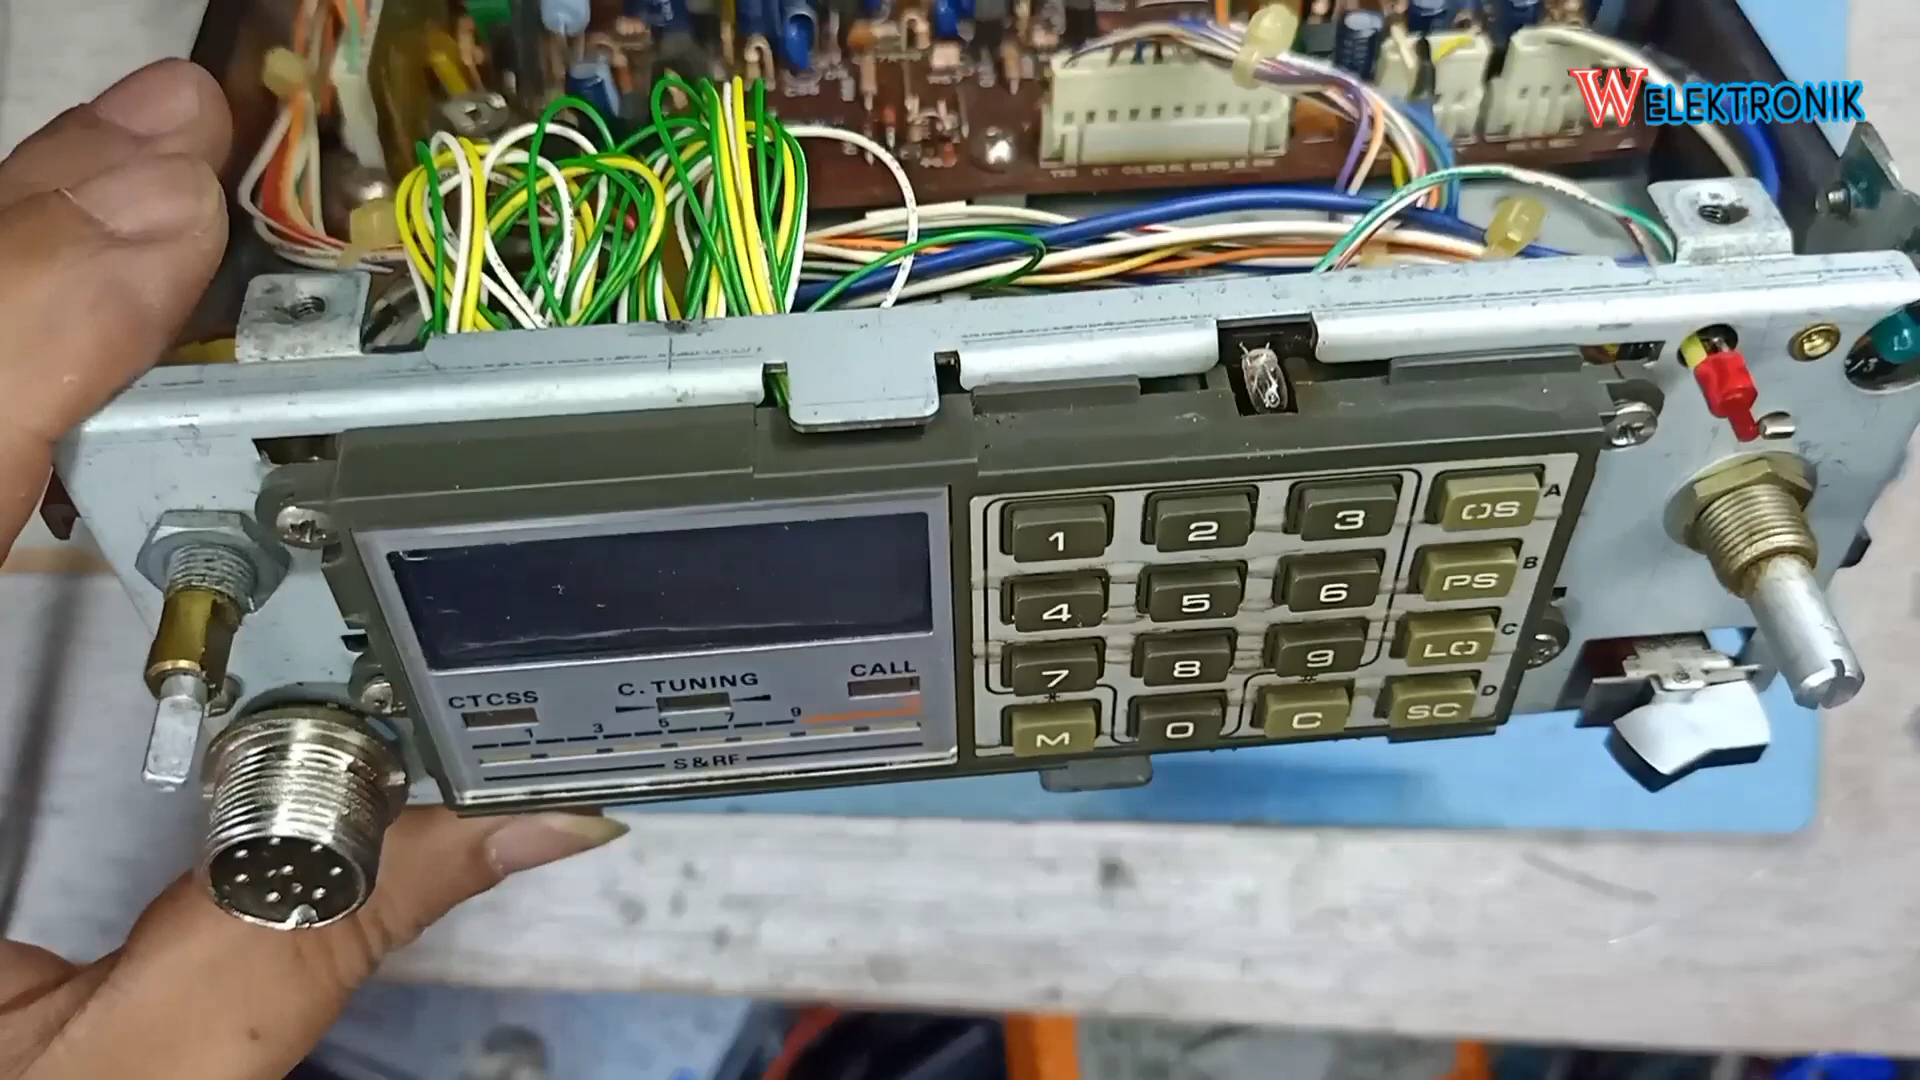 WELEKTRONIK
1 2 3 OS A
4 5 6 PS B
7 8 9 LO C
* #
M 0 C SC D
CTCSS C. TUNING CALL
1 3 5 7 9
S&RF